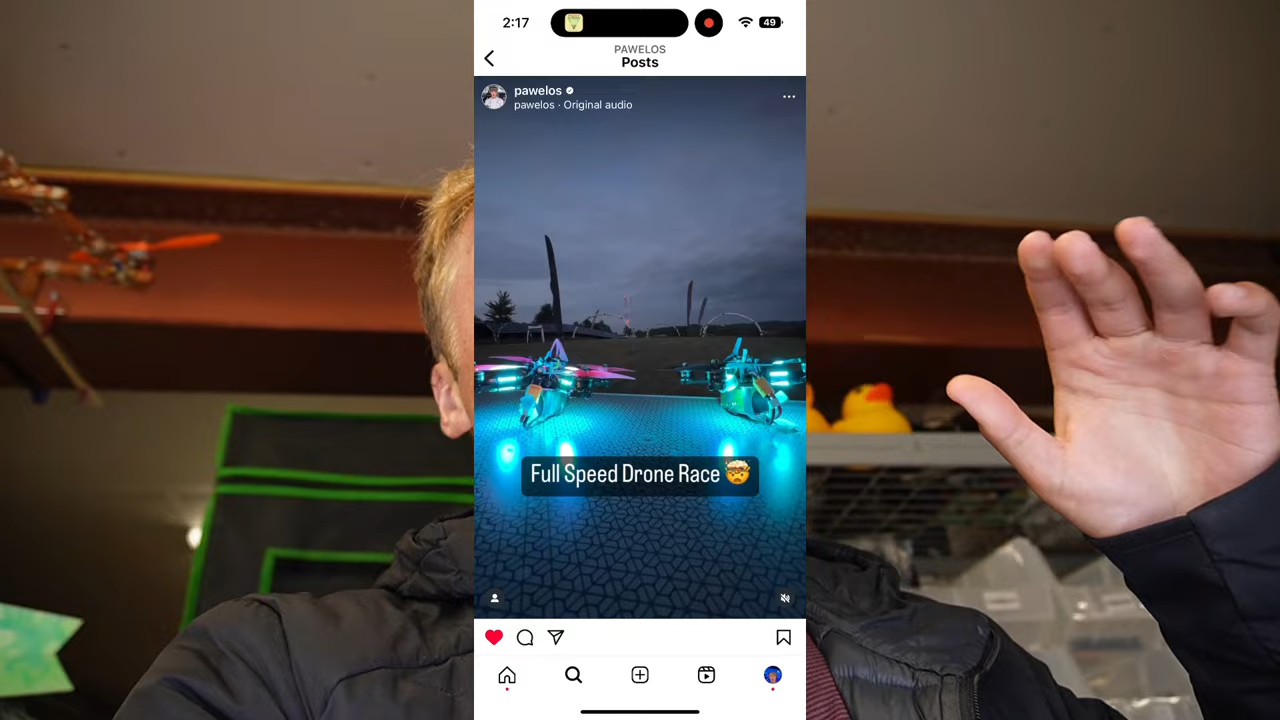 2:17
49
PAWELOS
Posts
pawelos
pawelos · Original audio
Full Speed Drone Race 🤯